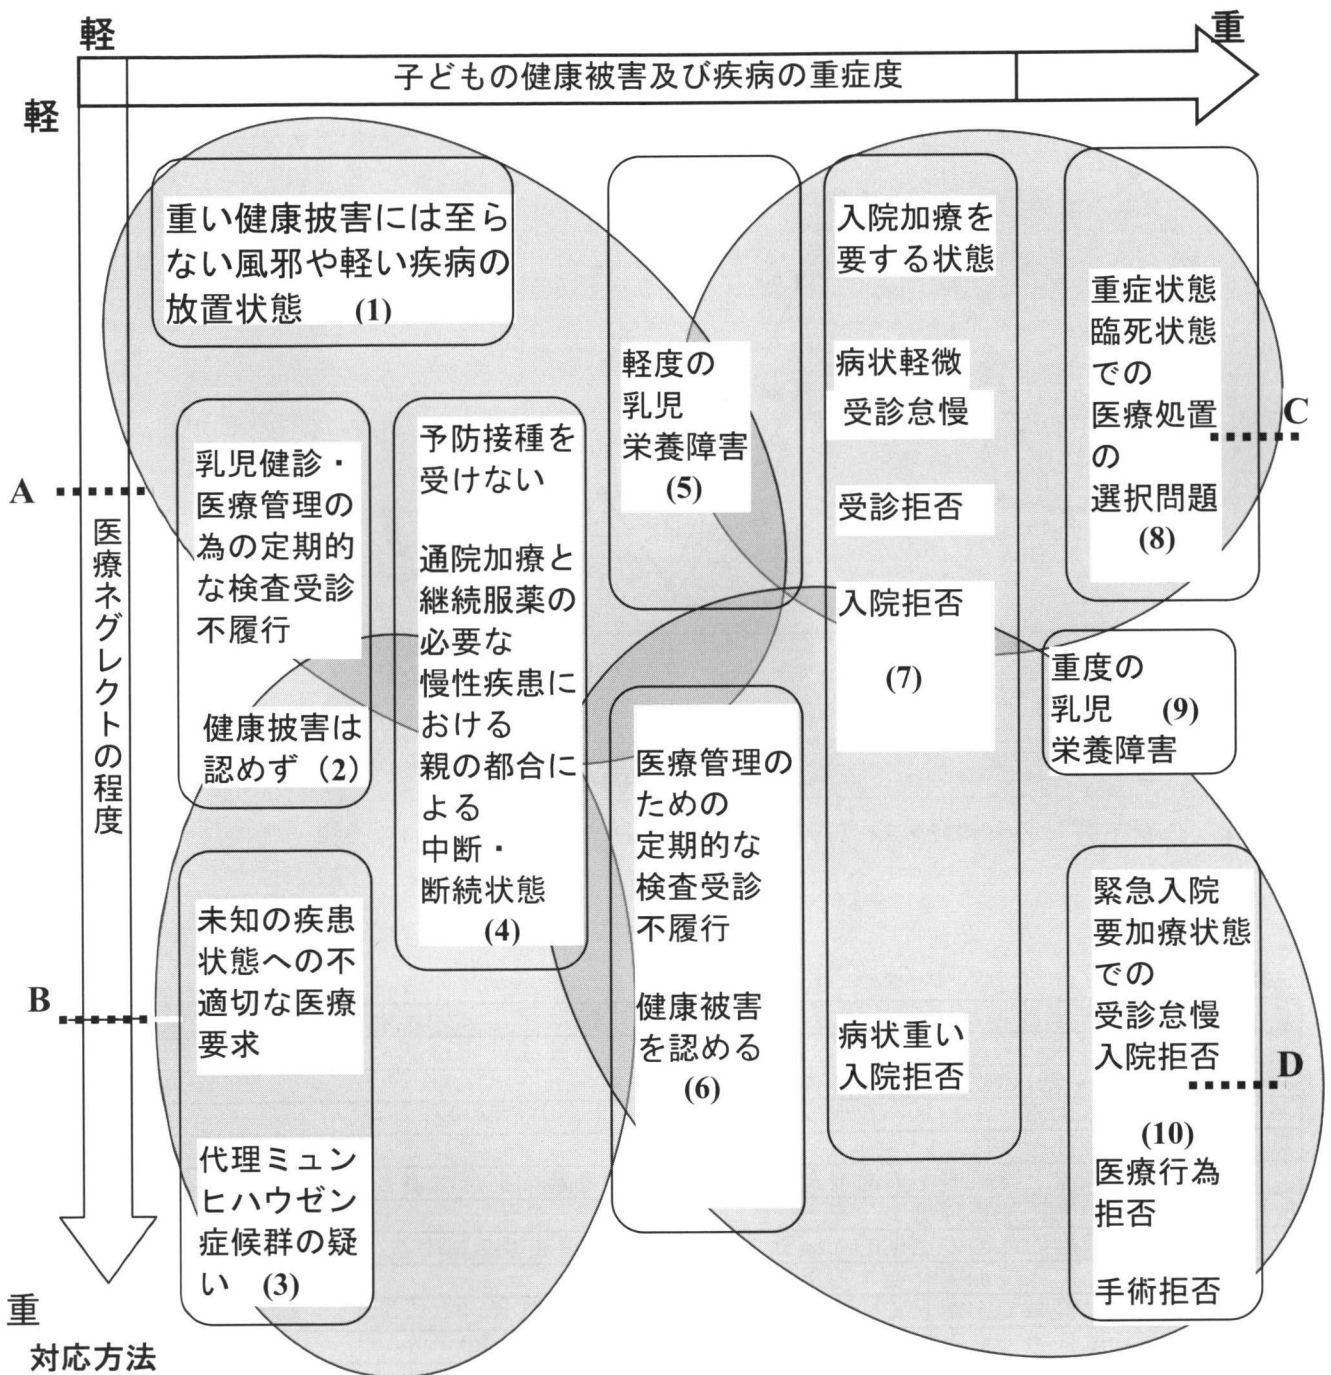 軽
重
子どもの健康被害及び疾病の重症度
軽
重い健康披害には至ら
ない風邪や軽い疾病の
放置状態 (1)
入院加療を
要する状態
病状軽微
受診怠慢
受診拒否
入院拒否
(7)
病状重い
入院拒否
重症状態
臨死状態
での
医療処置
の
選択問題
(8)
C
軽度の
乳児
栄養障害
(5)
A
乳児健診・
医療管理の
為の定期的
な検査受診
不履行
健康披害は
認めず (2)
予防接種を
受けない
通院加療と
継続服薬の
必要な
慢性疾患に
おける
親の都合に
よる
中断・
断続状態
(4)
医療ネグレクトの程度
重度の
乳児 (9)
栄養障害
医療管理の
ための
定期的な
検査受診
不履行
健康被害
を認める
(6)
緊急入院
要加療状態
での
受診怠慢
入院拒否
D
(10)
医療行為
拒否
手術拒否
B
未知の疾患
状態への不
適切な医療
要求
代理ミュン
ヒハウゼン
症候群の疑
い (3)
重
対応方法